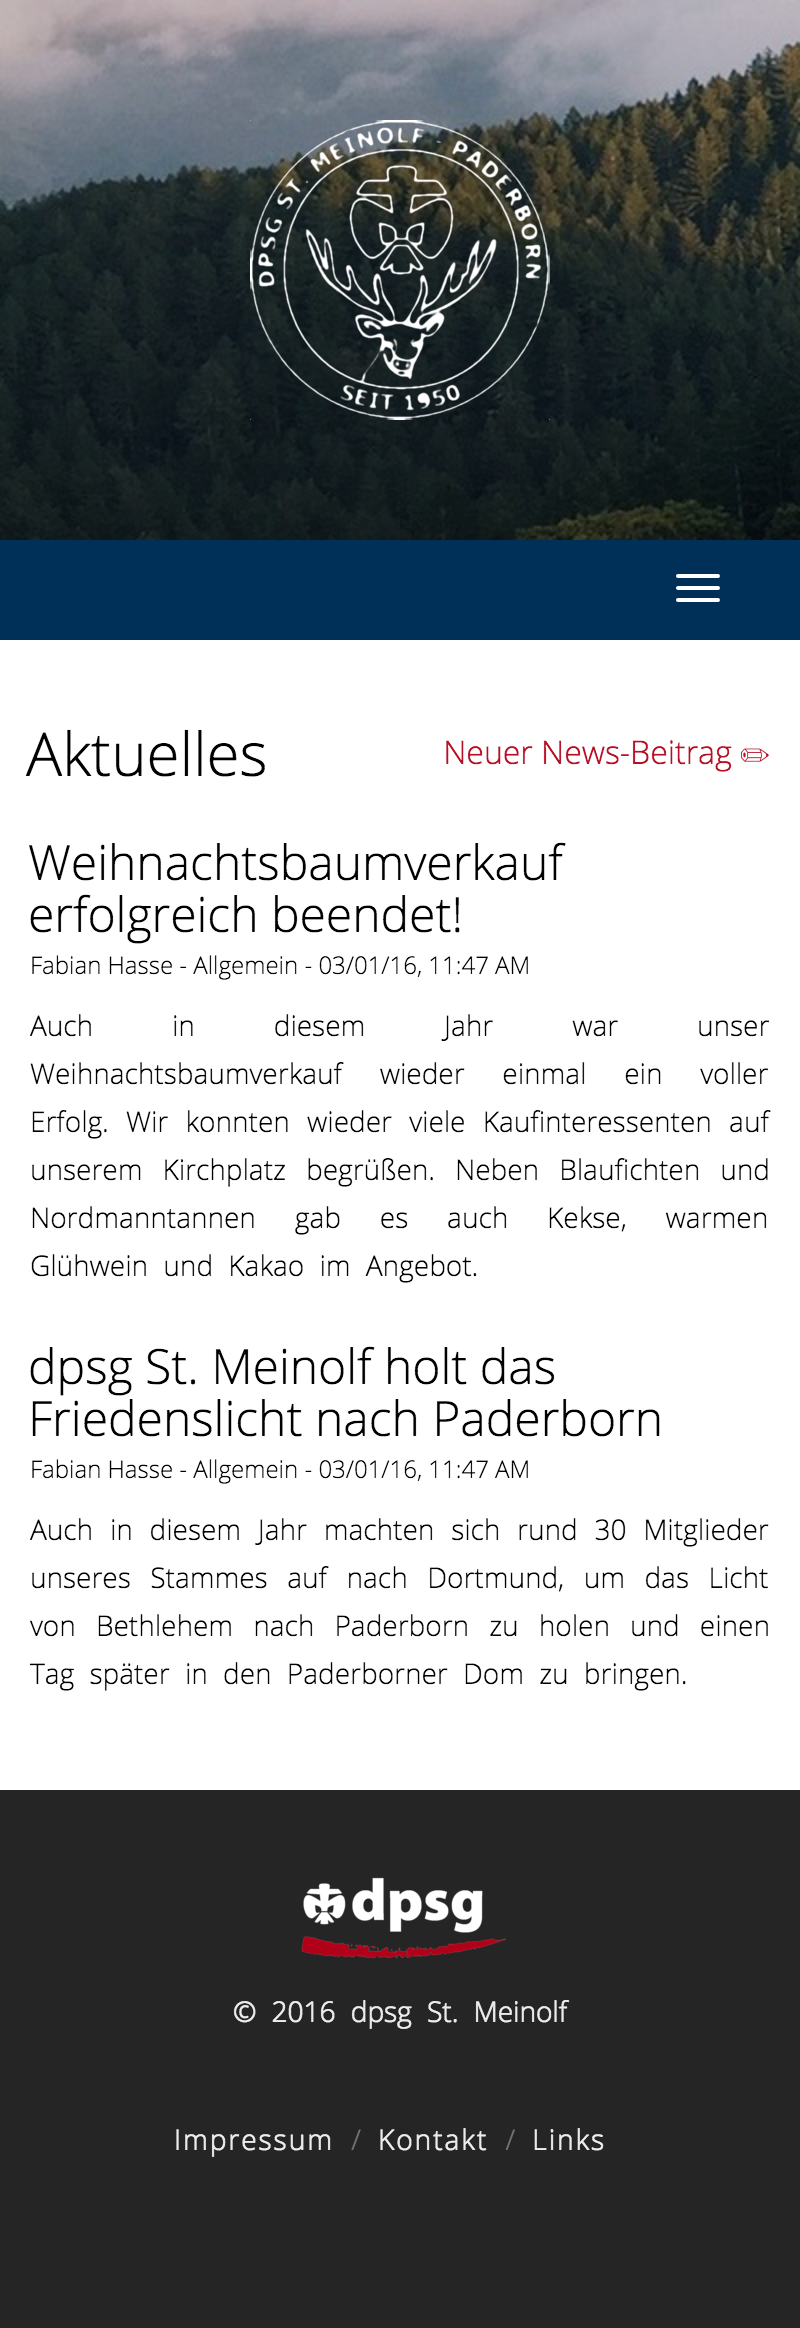 DPSG ST. MEINOLF - PADERBORN
SEIT 1950
Aktuelles
Neuer News-Beitrag ✏
Weihnachtsbaumverkauf
erfolgreich beendet!
Fabian Hasse - Allgemein - 03/01/16, 11:47 AM
Auch in diesem Jahr war unser
Weihnachtsbaumverkauf wieder einmal ein voller
Erfolg. Wir konnten wieder viele Kaufinteressenten auf
unserem Kirchplatz begrüßen. Neben Blaufichten und
Nordmanntannen gab es auch Kekse, warmen
Glühwein und Kakao im Angebot.
dpsg St. Meinolf holt das
Friedenslicht nach Paderborn
Fabian Hasse - Allgemein - 03/01/16, 11:47 AM
Auch in diesem Jahr machten sich rund 30 Mitglieder
unseres Stammes auf nach Dortmund, um das Licht
von Bethlehem nach Paderborn zu holen und einen
Tag später in den Paderborner Dom zu bringen.
dpsg
© 2016 dpsg St. Meinolf
Impressum / Kontakt / Links